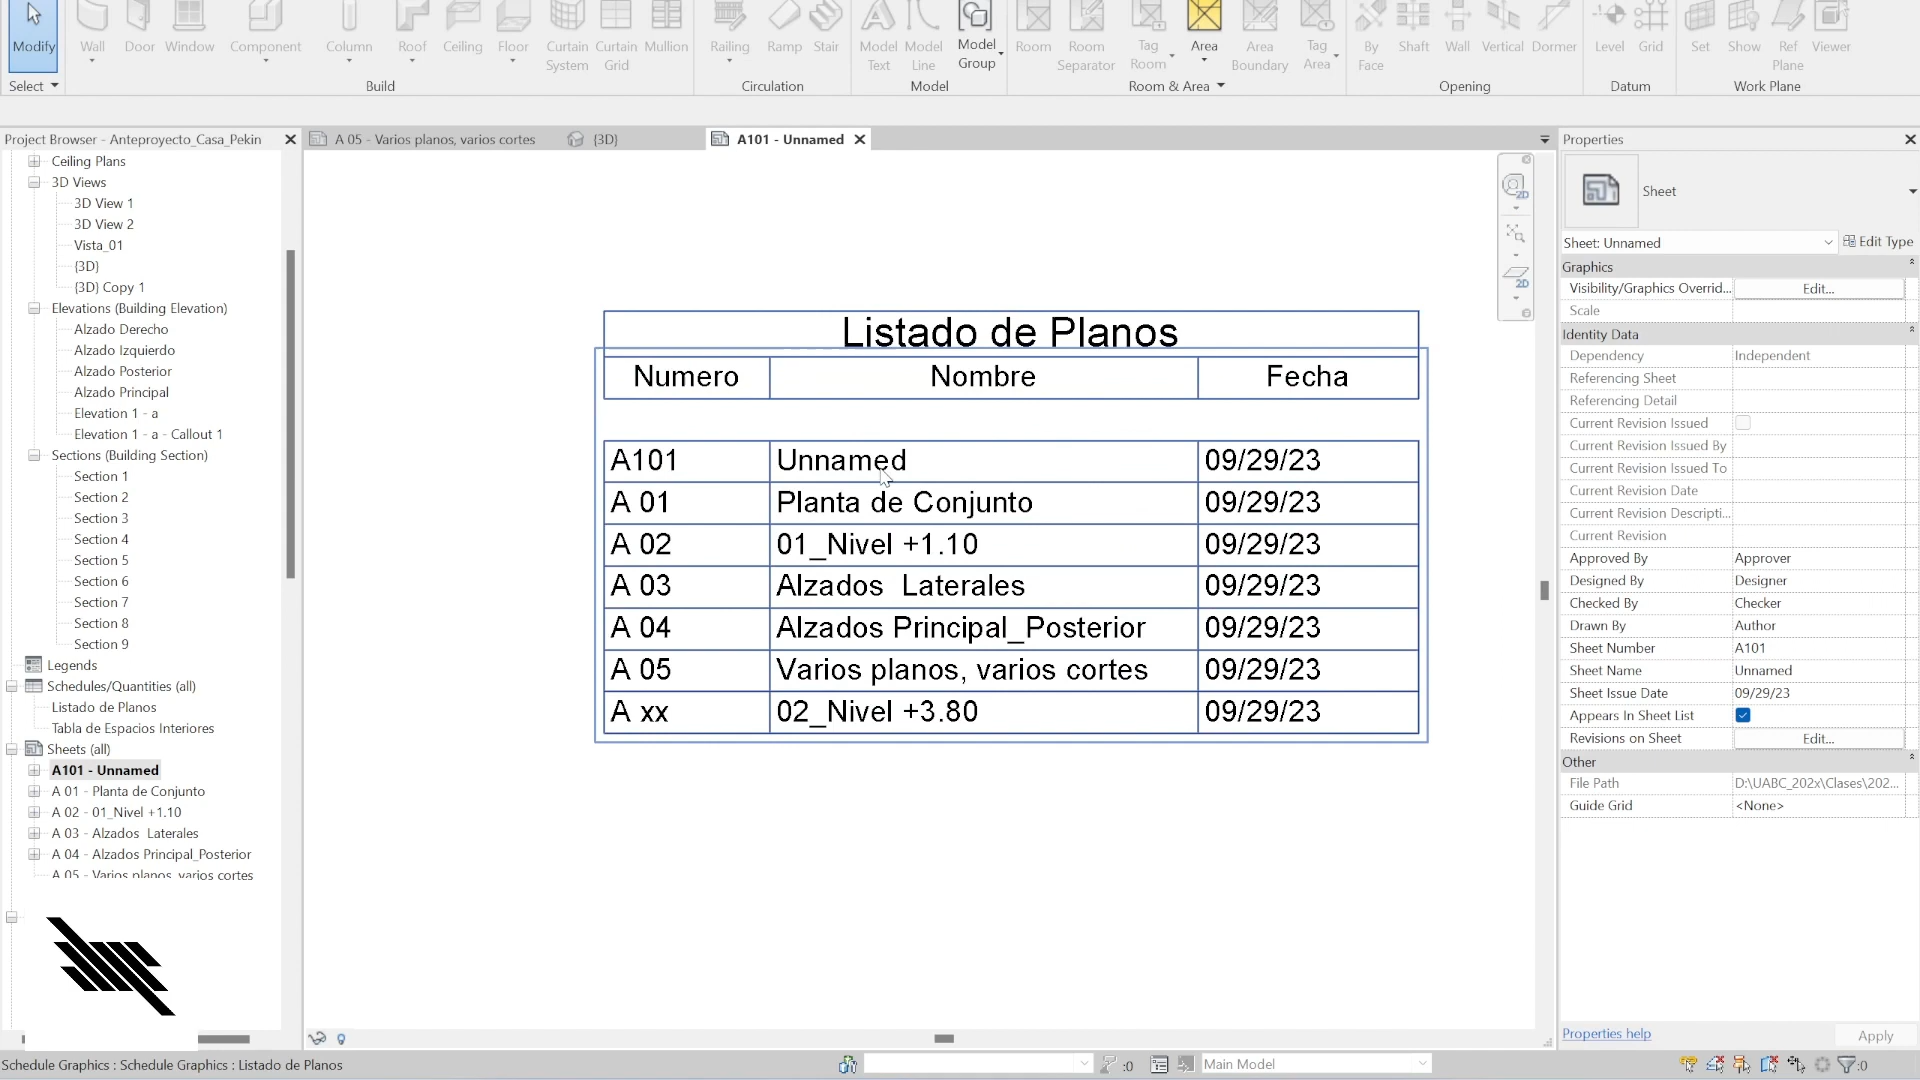 Modify
Wall
Door
Window
Component
Column
Roof
Ceiling
Floor
Curtain System
Curtain Grid
Mullion
Railing
Ramp
Stair
Model Text
Model Line
Model Group
Room
Room Separator
Tag Room
Area
Area Boundary
Tag Area
By Face
Shaft
Wall
Vertical
Dormer
Level
Grid
Set
Show
Ref Plane
Viewer
Select
Build
Circulation
Model
Room & Area
Opening
Datum
Work Plane
Project Browser - Anteproyecto_Casa_Pekin
Ceiling Plans
3D Views
3D View 1
3D View 2
Vista_01
{3D}
{3D} Copy 1
Elevations (Building Elevation)
Alzado Derecho
Alzado Izquierdo
Alzado Posterior
Alzado Principal
Elevation 1 - a
Elevation 1 - a - Callout 1
Sections (Building Section)
Section 1
Section 2
Section 3
Section 4
Section 5
Section 6
Section 7
Section 8
Section 9
Legends
Schedules/Quantities (all)
Listado de Planos
Tabla de Espacios Interiores
Sheets (all)
A101 - Unnamed
A 01 - Planta de Conjunto
A 02 - 01_Nivel +1.10
A 03 - Alzados  Laterales
A 04 - Alzados Principal_Posterior
A 05 - Varios planos, varios cortes
A 05 - Varios planos, varios cortes
{3D}
A101 - Unnamed
2D
2D
Listado de Planos
Numero Nombre Fecha
A101 Unnamed 09/29/23
A 01 Planta de Conjunto 09/29/23
A 02 01_Nivel +1.10 09/29/23
A 03 Alzados  Laterales 09/29/23
A 04 Alzados Principal_Posterior 09/29/23
A 05 Varios planos, varios cortes 09/29/23
A xx 02_Nivel +3.80 09/29/23
Properties
Sheet
Sheet: Unnamed Edit Type
Graphics
Visibility/Graphics Overrid... Edit...
Scale
Identity Data
Dependency Independent
Referencing Sheet
Referencing Detail
Current Revision Issued
Current Revision Issued By
Current Revision Issued To
Current Revision Date
Current Revision Descripti...
Current Revision
Approved By Approver
Designed By Designer
Checked By Checker
Drawn By Author
Sheet Number A101
Sheet Name Unnamed
Sheet Issue Date 09/29/23
Appears In Sheet List
Revisions on Sheet Edit...
Other
File Path D:\UABC_202x\Clases\202...
Guide Grid <None>
Properties help Apply
Schedule Graphics : Schedule Graphics : Listado de Planos
:0
Main Model
:0